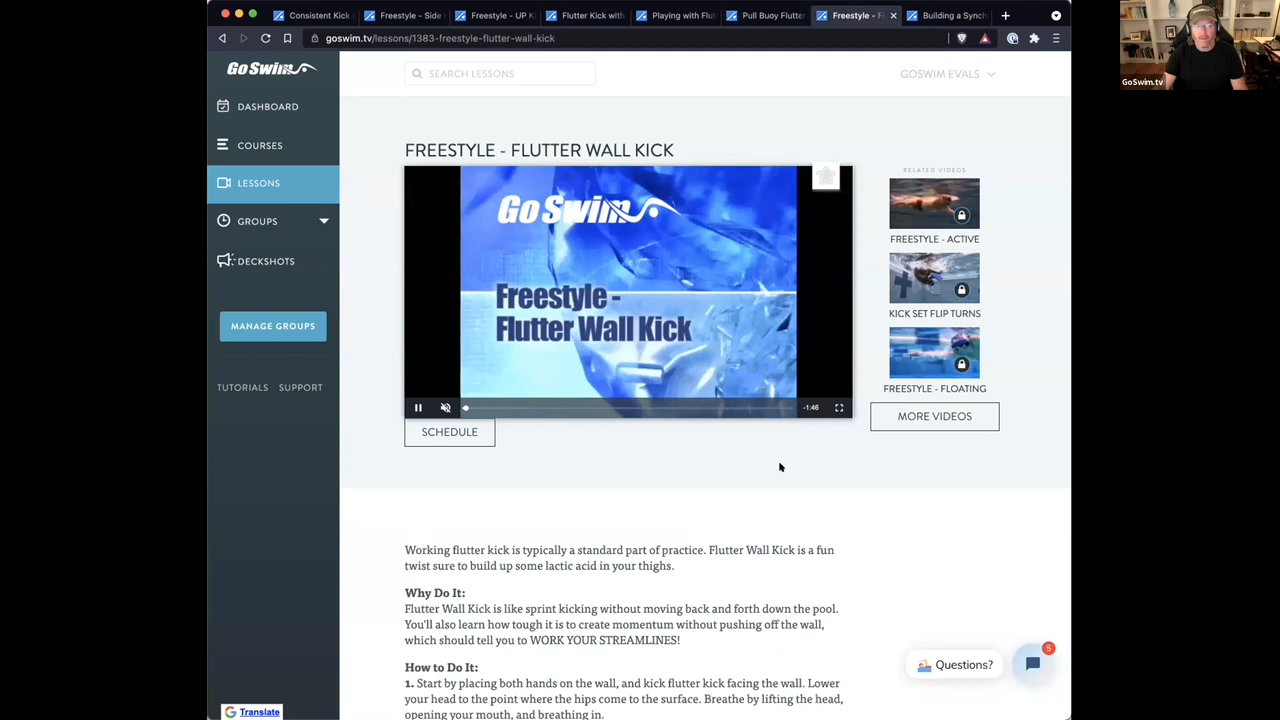 Consistent Kick
Freestyle - Side
Freestyle - UP K
Flutter Kick with
Playing with Flut
Pull Buoy Flutter
Freestyle - F
Building a Synch
goswim.tv/lessons/1383-freestyle-flutter-wall-kick
GoSwim.tv
Go Swim
SEARCH LESSONS
GOSWIM EVALS
DASHBOARD
COURSES
LESSONS
GROUPS
DECKSHOTS
MANAGE GROUPS
TUTORIALS SUPPORT
FREESTYLE - FLUTTER WALL KICK
Go Swim
Freestyle -
Flutter Wall Kick
-1:46
SCHEDULE
RELATED VIDEOS
FREESTYLE - ACTIVE
KICK SET FLIP TURNS
FREESTYLE - FLOATING
MORE VIDEOS
Working flutter kick is typically a standard part of practice. Flutter Wall Kick is a fun
twist sure to build up some lactic acid in your thighs.
Why Do It:
Flutter Wall Kick is like sprint kicking without moving back and forth down the pool.
You'll also learn how tough it is to create momentum without pushing off the wall,
which should tell you to WORK YOUR STREAMLINES!
How to Do It:
1. Start by placing both hands on the wall, and kick flutter kick facing the wall. Lower
your head to the point where the hips come to the surface. Breathe by lifting the head,
opening your mouth, and breathing in.
Questions?
5
G Translate